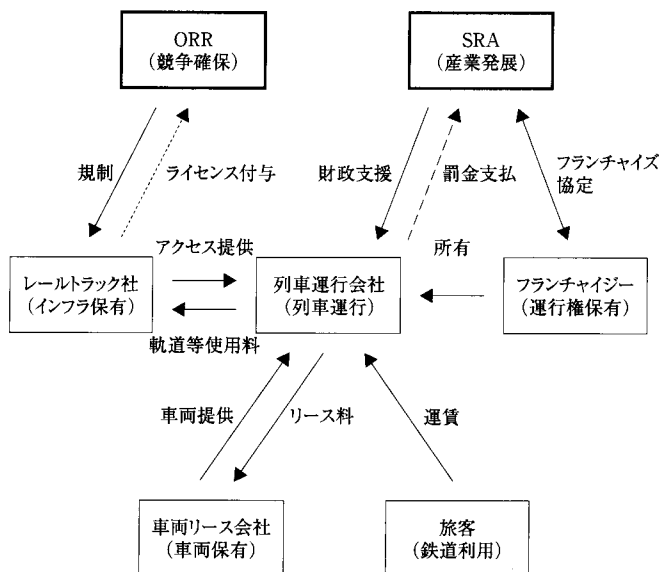 ORR
(競争確保)
SRA
(産業発展)
規制
ライセンス付与
財政支援
罰金支払
フランチャイズ
協定
アクセス提供
所有
レールトラック社
(インフラ保有)
列車運行会社
(列車運行)
フランチャイジー
(運行権保有)
軌道等使用料
車両提供
リース料
運賃
車両リース会社
(車両保有)
旅客
(鉄道利用)